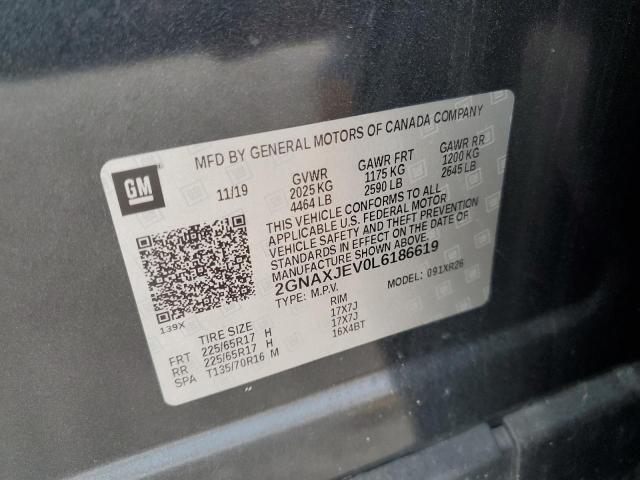 MFD BY GENERAL MOTORS OF CANADA COMPANY
GM
11/19 GVWR GAWR FRT GAWR RR
2025 KG 1175 KG 1200 KG
4464 LB 2590 LB 2645 LB
THIS VEHICLE CONFORMS TO ALL
APPLICABLE U.S. FEDERAL MOTOR
VEHICLE SAFETY AND THEFT PREVENTION
STANDARDS IN EFFECT ON THE DATE OF
MANUFACTURE SHOWN ABOVE.
2GNAXJEV0L6186619
TYPE: M.P.V. MODEL: 091XR26
139X
TIRE SIZE RIM
FRT 225/65R17 H 17X7J
RR 225/65R17 H 17X7J
SPA T135/70R16 M 16X4BT